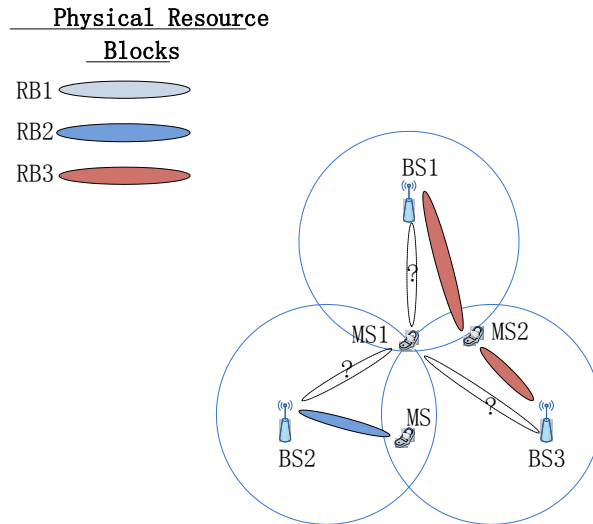 Physical Resource
Blocks
RB1
RB2
RB3
BS1
?
MS1
MS2
?
?
MS
BS2
BS3